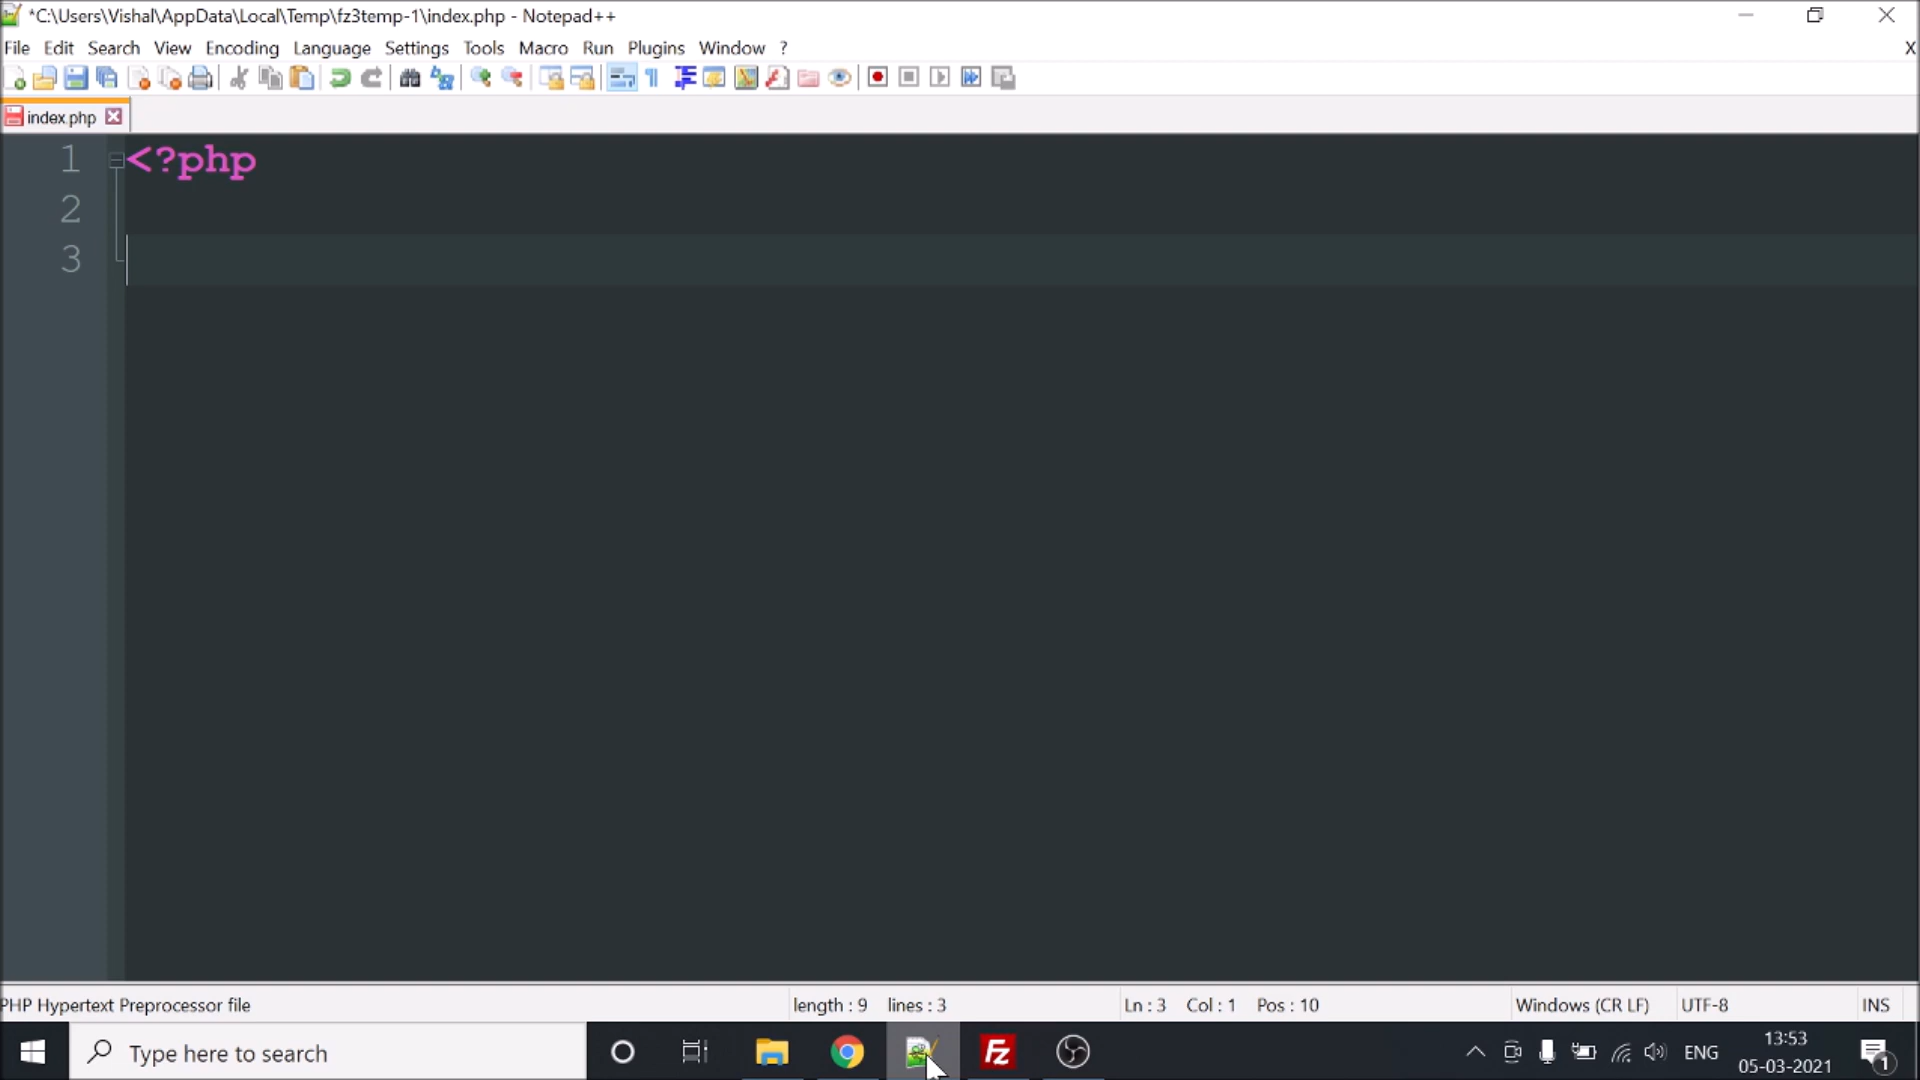 *C:\Users\Vishal\AppData\Local\Temp\fz3temp-1\index.php - Notepad++
File Edit Search View Encoding Language Settings Tools Macro Run Plugins Window ? X
index.php
1 <?php
2
3
PHP Hypertext Preprocessor file length : 9 lines : 3 Ln : 3 Col : 1 Pos : 10 Windows (CR LF) UTF-8 INS
Type here to search Fz ENG 13:53
05-03-2021 1